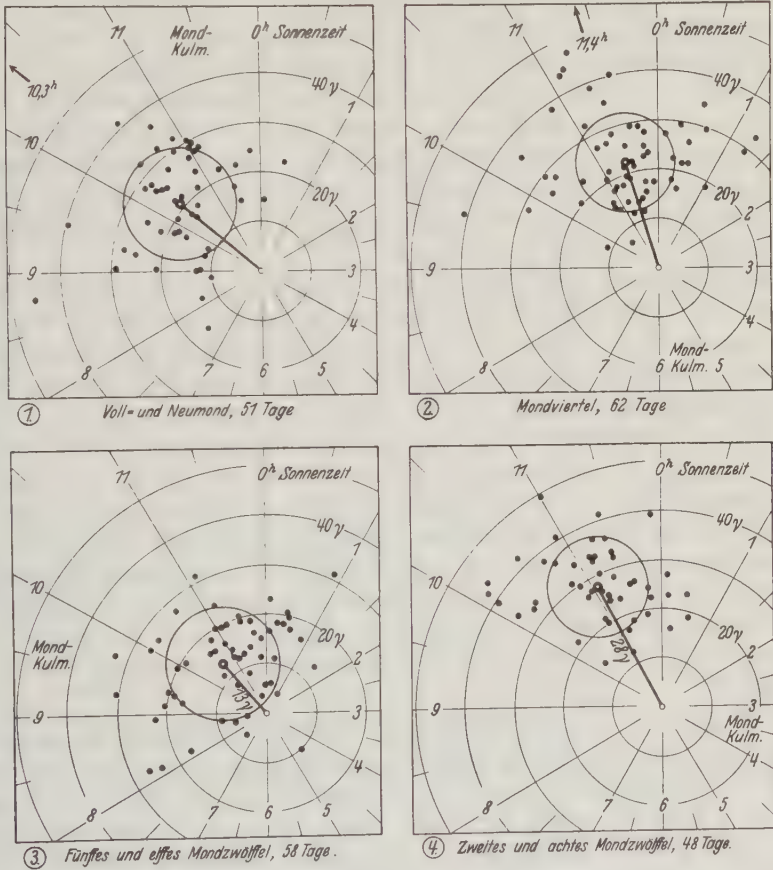 11
Mond-
Kulm.
0ʰ Sonnenzeit
10,3ʰ
40γ
1
10
20γ
2
9
3
4
8
7
6
5
① Voll- und Neumond, 51 Tage
11,4ʰ
0ʰ Sonnenzeit
11
40γ
1
10
20γ
2
9
3
4
8
7
6
Mond-
Kulm.
5
② Mondviertel, 62 Tage
11
0ʰ Sonnenzeit
40γ
1
10
20γ
2
Mond-
Kulm.
13γ
9
3
4
8
7
6
5
③ Fünftes und elftes Mondzwölftel, 58 Tage.
11
0ʰ Sonnenzeit
40γ
1
10
20γ
2
28γ
9
3
Mond-
Kulm.
4
8
7
6
5
④ Zweites und achtes Mondzwölftel, 48 Tage.